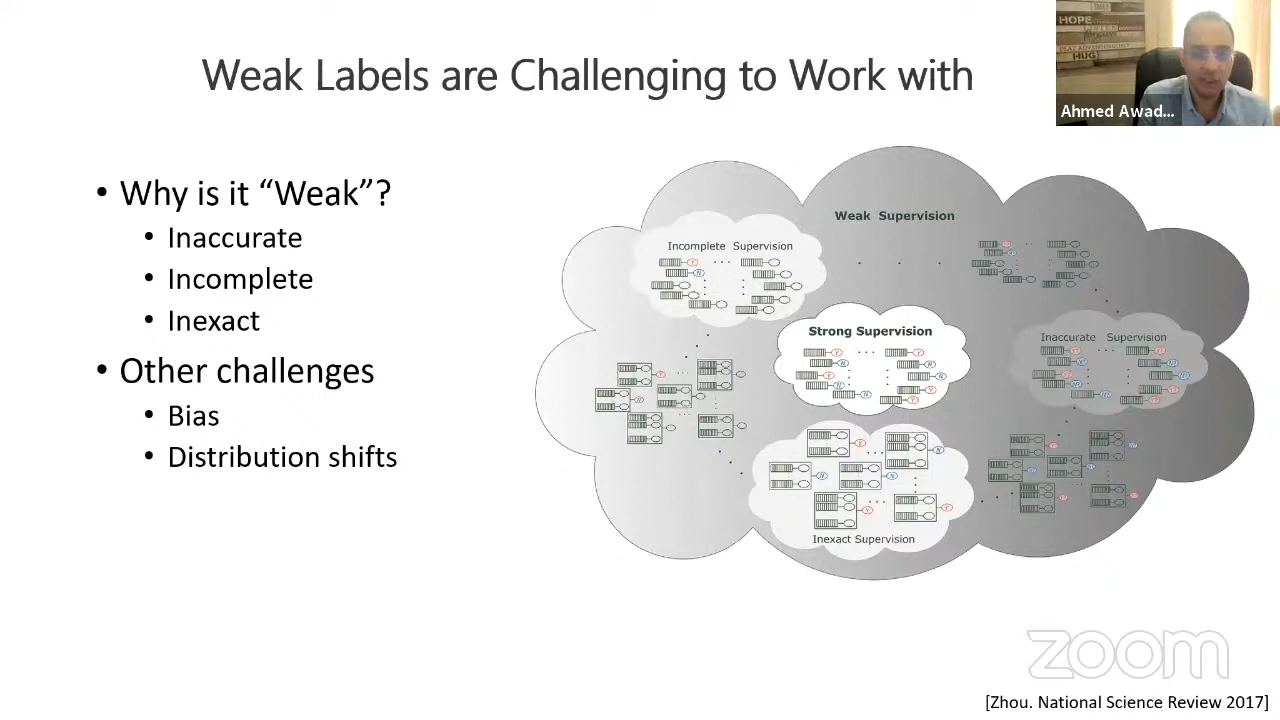 Weak Labels are Challenging to Work with
HOPE
HUG
Ahmed Awad...
• Why is it “Weak”?
• Inaccurate
• Incomplete
• Inexact
• Other challenges
• Bias
• Distribution shifts
Weak Supervision
Incomplete Supervision
Strong Supervision
Inaccurate Supervision
Inexact Supervision
zoom
[Zhou. National Science Review 2017]